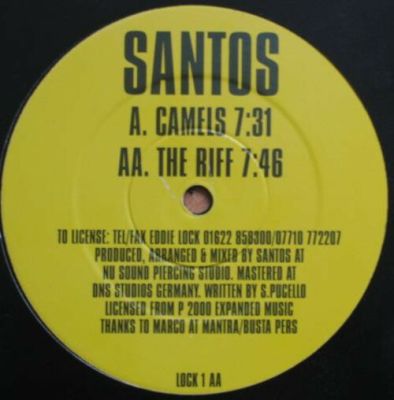 SANTOS
A. CAMELS 7:31
AA. THE RIFF 7:46
TO LICENSE: TEL/FAX EDDIE LOCK 01622 858300/07710 772207
PRODUCED, ARRANGED & MIXED BY SANTOS AT
NU SOUND PIERCING STUDIO. MASTERED AT
DNS STUDIOS GERMANY. WRITTEN BY S.PUCELLO
LICENSED FROM P 2000 EXPANDED MUSIC
THANKS TO MARCO AT MANTRA/BUSTA PERS
LOCK 1 AA